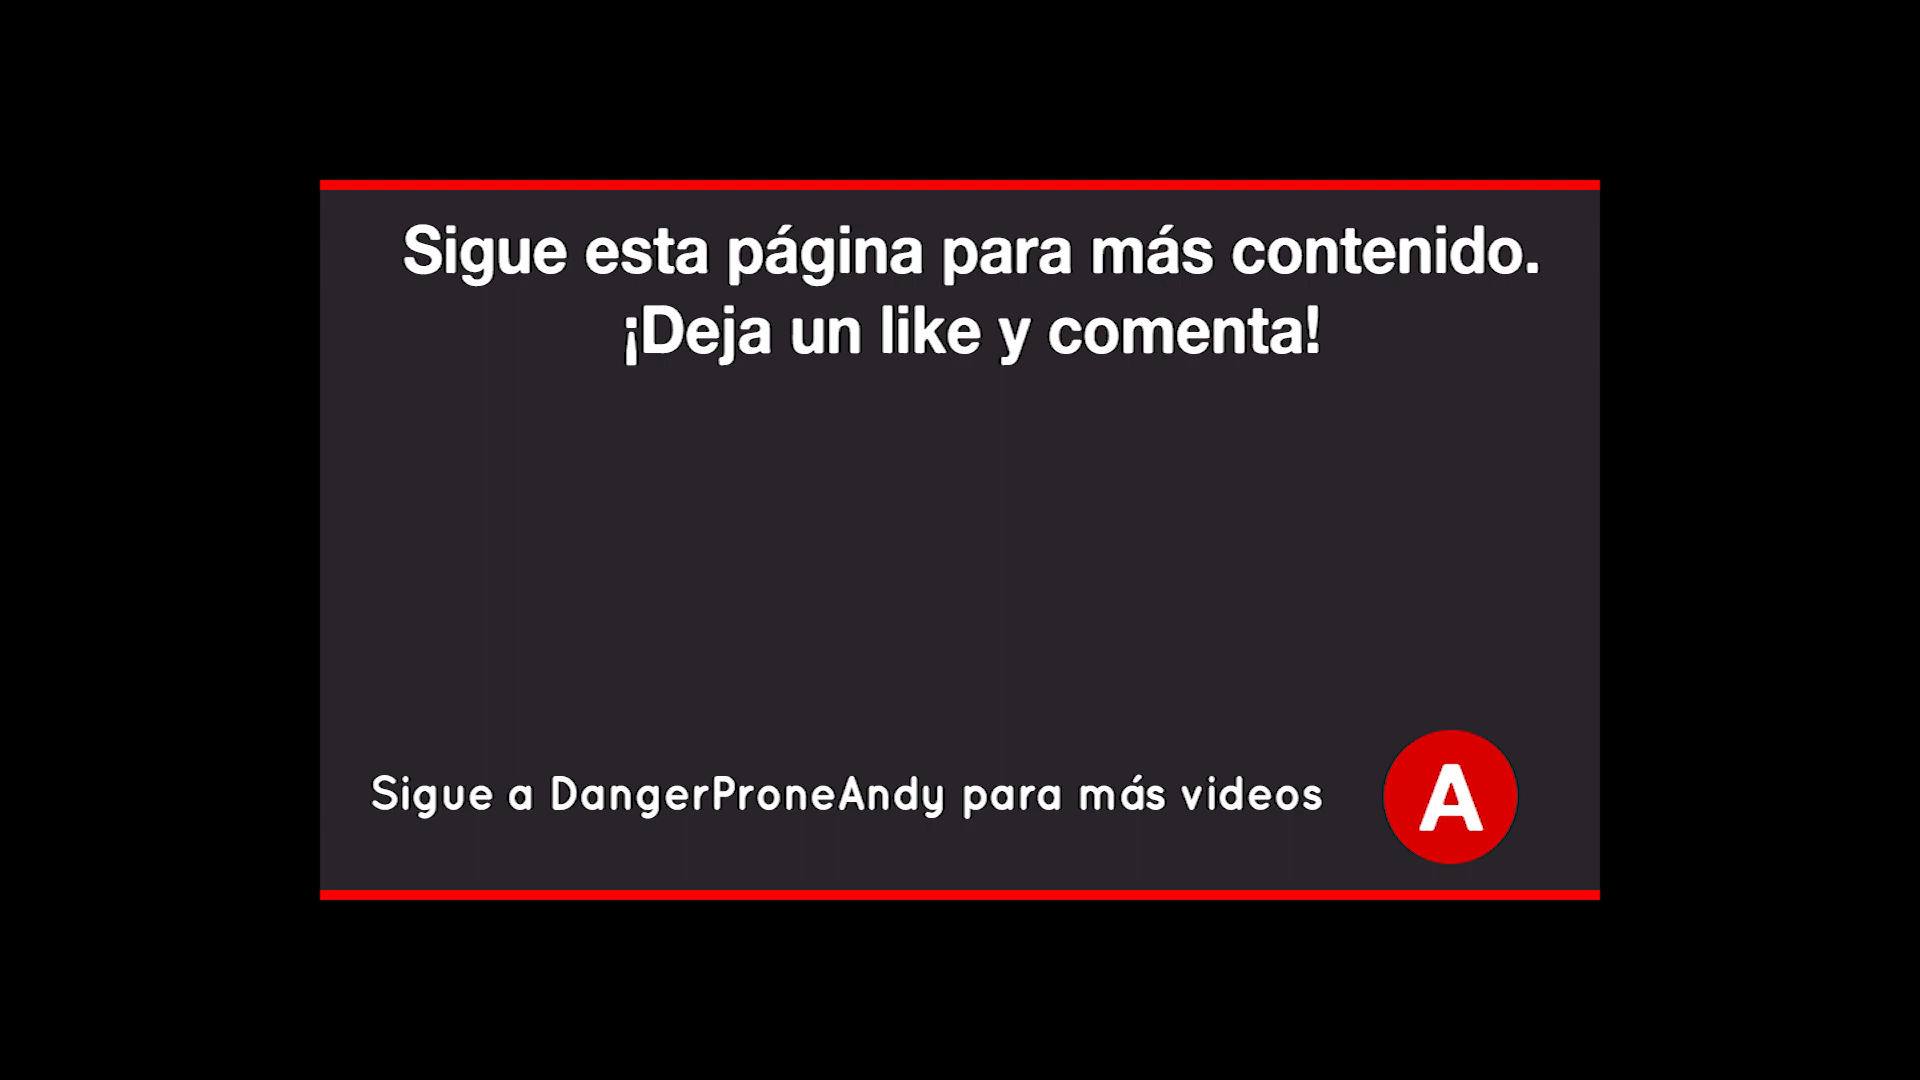 Sigue esta página para más contenido.
¡Deja un like y comenta!
Sigue a DangerProneAndy para más videos
A